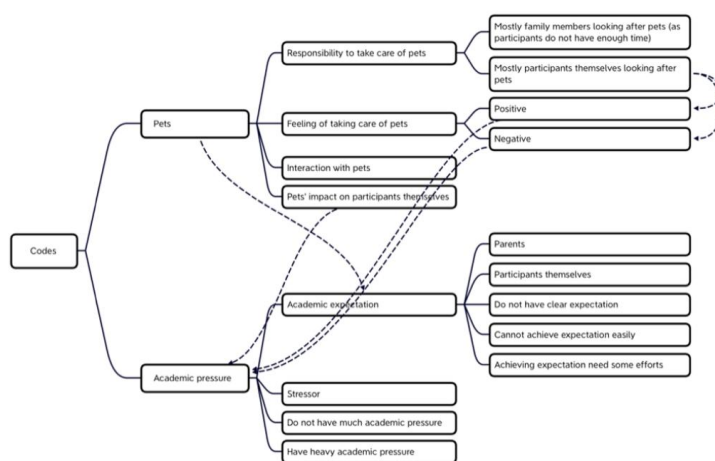 Mostly family members looking after pets (as
participants do not have enough time)
Responsibility to take care of pets
Mostly participants themselves looking after
pets
Positive
Pets
Feeling of taking care of pets
Negative
Interaction with pets
Pets' impact on participants themselves
Codes
Parents
Participants themselves
Academic expectation
Do not have clear expectation
Cannot achieve expectation easily
Achieving expectation need some efforts
Academic pressure
Stressor
Do not have much academic pressure
Have heavy academic pressure